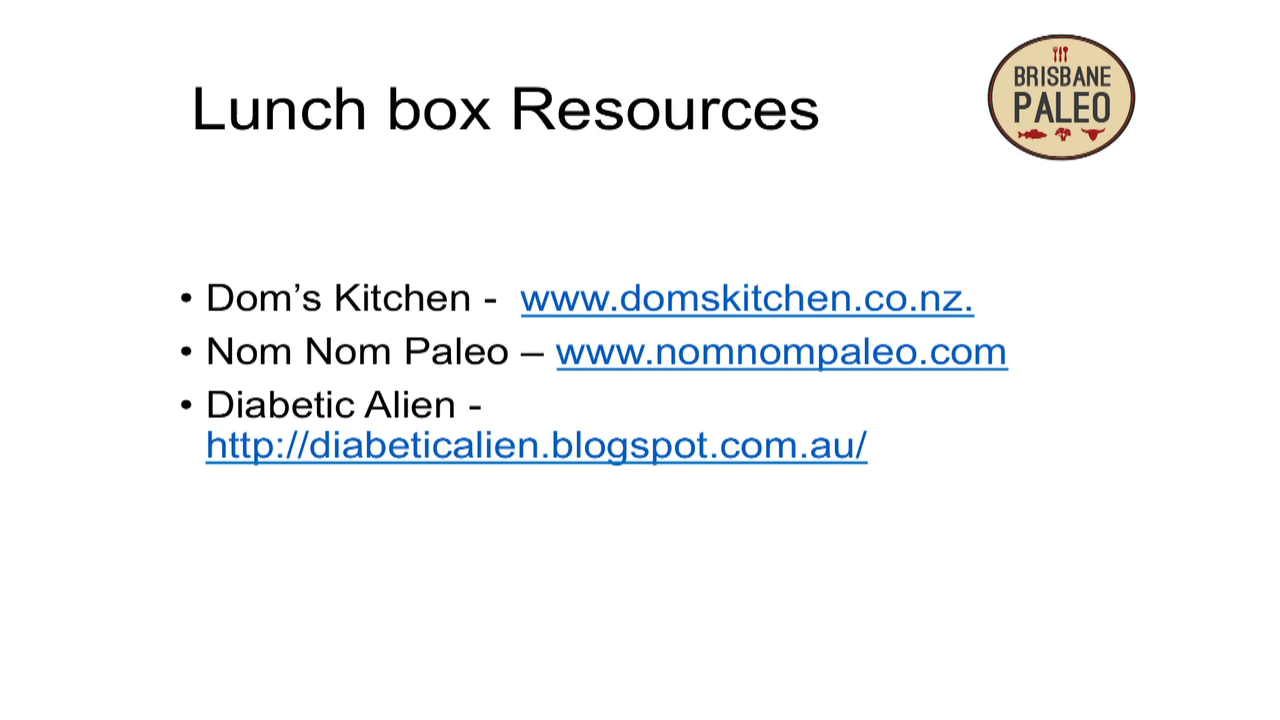 Lunch box Resources
BRISBANE
PALEO
• Dom’s Kitchen -  www.domskitchen.co.nz.
• Nom Nom Paleo – www.nomnompaleo.com
• Diabetic Alien -
http://diabeticalien.blogspot.com.au/